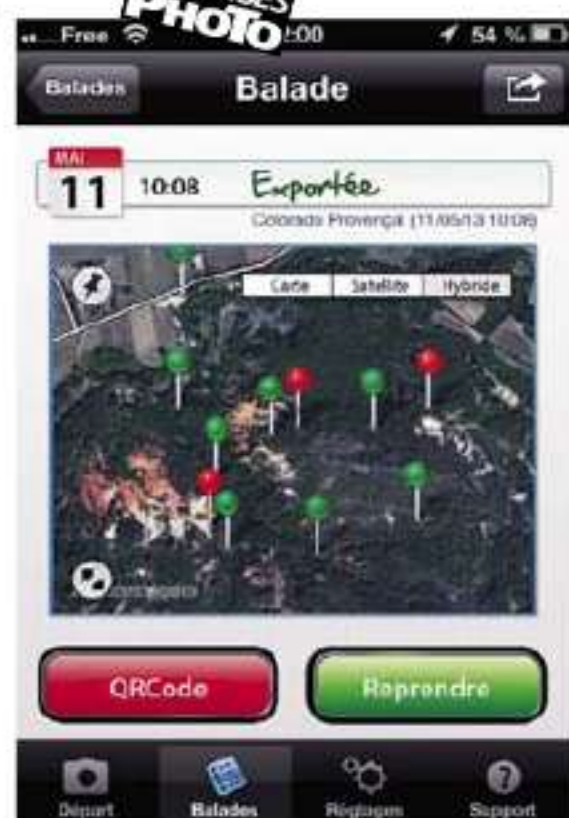 PHOTO
Free :00 54 %
Balades Balade
MAI
11 10:08 Exportée
Colorado Provençal (11/05/13 10:08)
Carte Satellite Hybride
QRCode Reprendre
Départ Balades Réglages Support